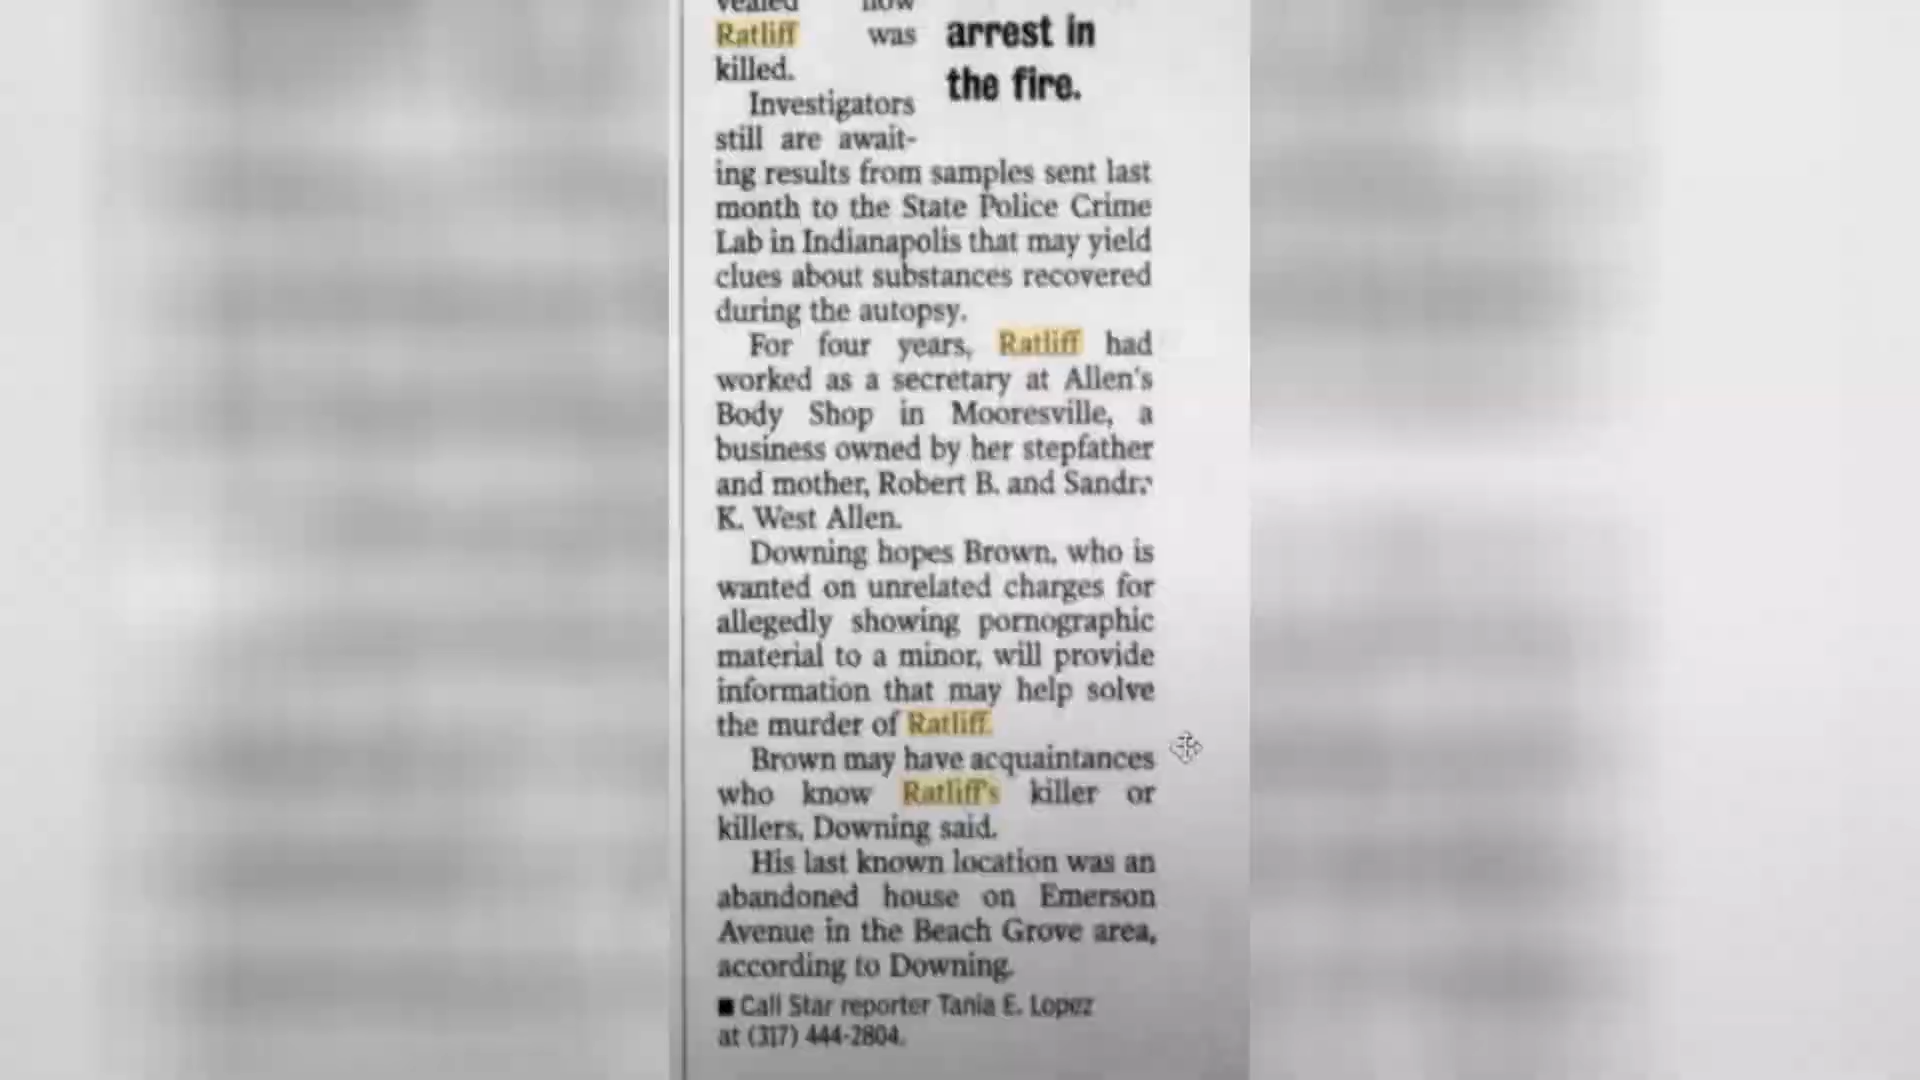 Ratliff was
killed.
Investigators
still are await-
ing results from samples sent last
month to the State Police Crime
Lab in Indianapolis that may yield
clues about substances recovered
during the autopsy.
For four years, Ratliff had
worked as a secretary at Allen's
Body Shop in Mooresville, a
business owned by her stepfather
and mother, Robert B. and Sandra
K. West Allen.
Downing hopes Brown, who is
wanted on unrelated charges for
allegedly showing pornographic
material to a minor, will provide
information that may help solve
the murder of Ratliff.
Brown may have acquaintances
who know Ratliff's killer or
killers, Downing said.
His last known location was an
abandoned house on Emerson
Avenue in the Beach Grove area,
according to Downing.
■ Call Star reporter Tania E. Lopez
at (317) 444-2804.
arrest in
the fire.